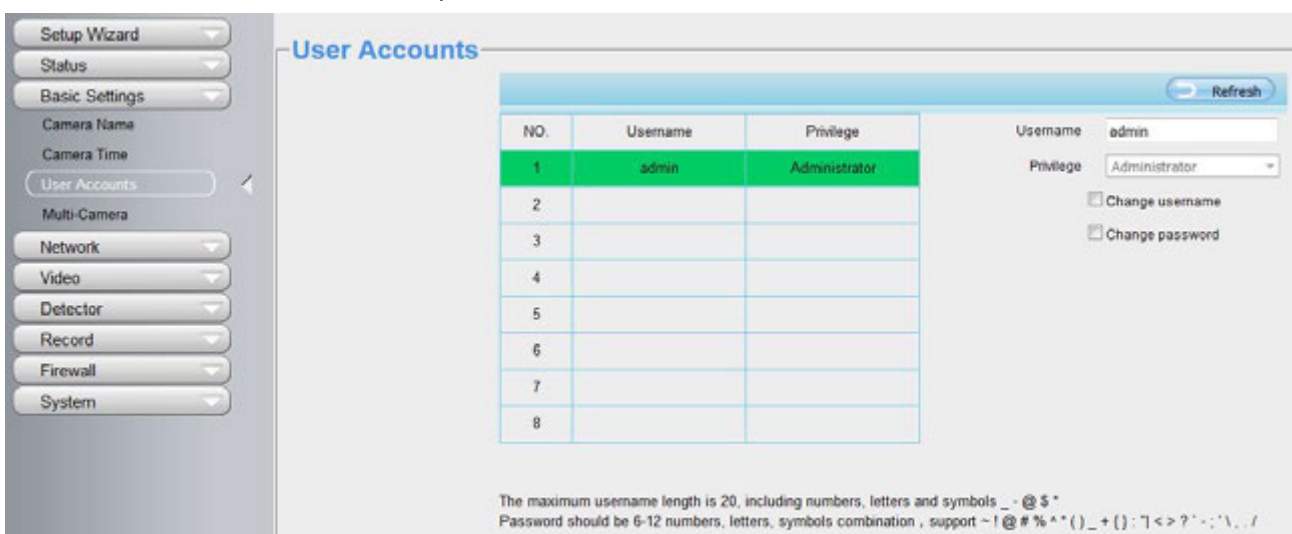 Setup Wizard
Status
Basic Settings
Camera Name
Camera Time
User Accounts
Multi-Camera
Network
Video
Detector
Record
Firewall
System
User Accounts
Refresh
NO. Username Privilege
1 admin Administrator
2
3
4
5
6
7
8
Username admin
Privilege Administrator
Change username
Change password
The maximum username length is 20, including numbers, letters and symbols _ - @ $ *
Password should be 6-12 numbers, letters, symbols combination , support ~ ! @ # % ^ * ( ) _ + { } : "| < > ? ` - ; ' \ , . /